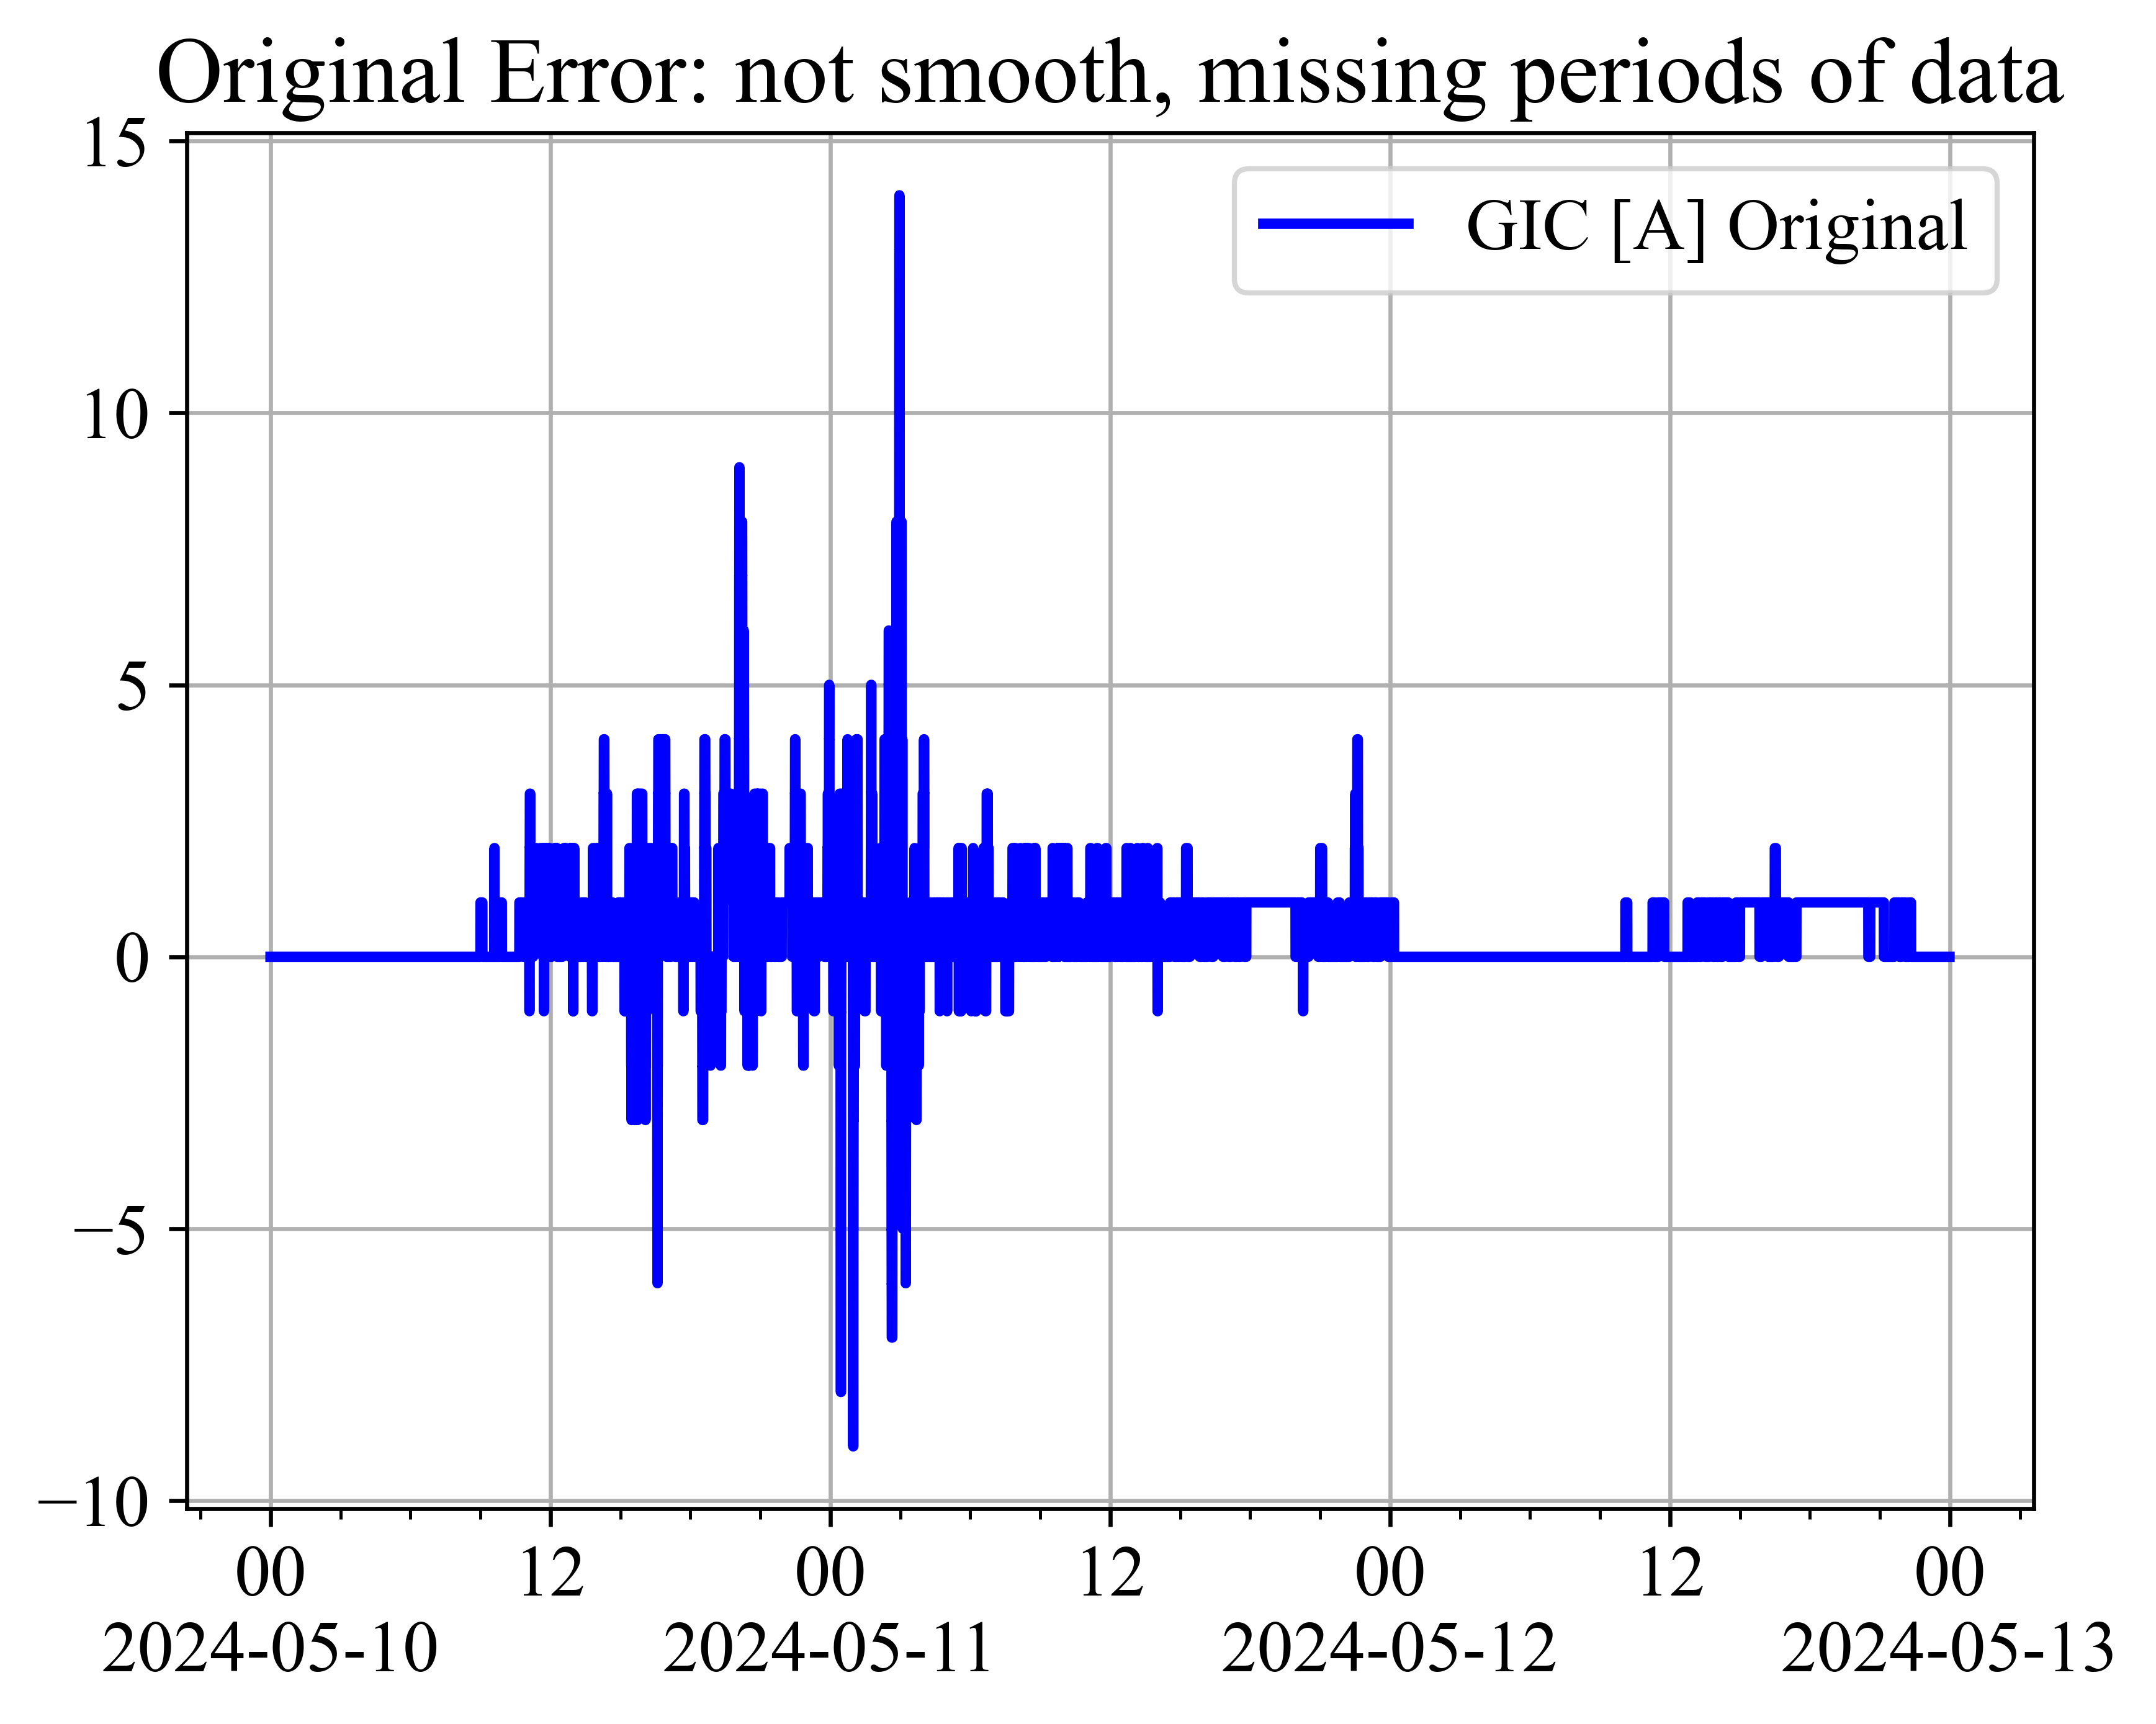 Original Error: not smooth, missing periods of data
GIC [A] Original
15
10
5
0
−5
−10
00 12 00 12 00 12 00
2024-05-10 2024-05-11 2024-05-12 2024-05-13